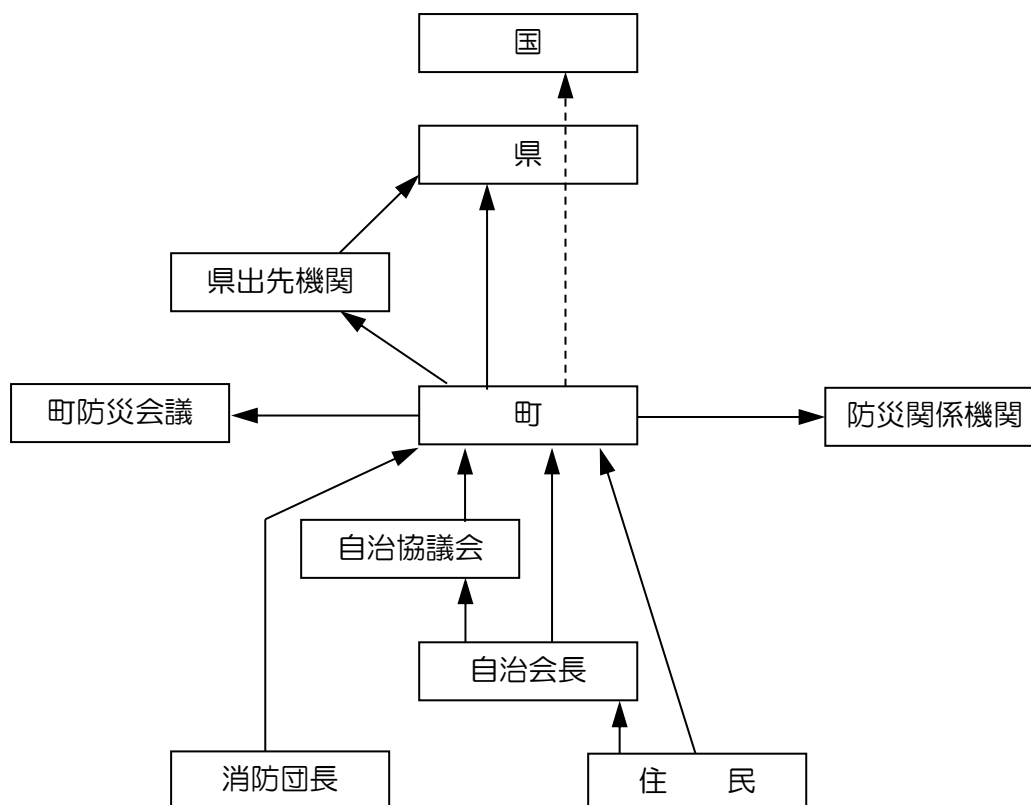 国
県
県出先機関
町防災会議
町
防災関係機関
自治協議会
自治会長
消防団長
住　　民